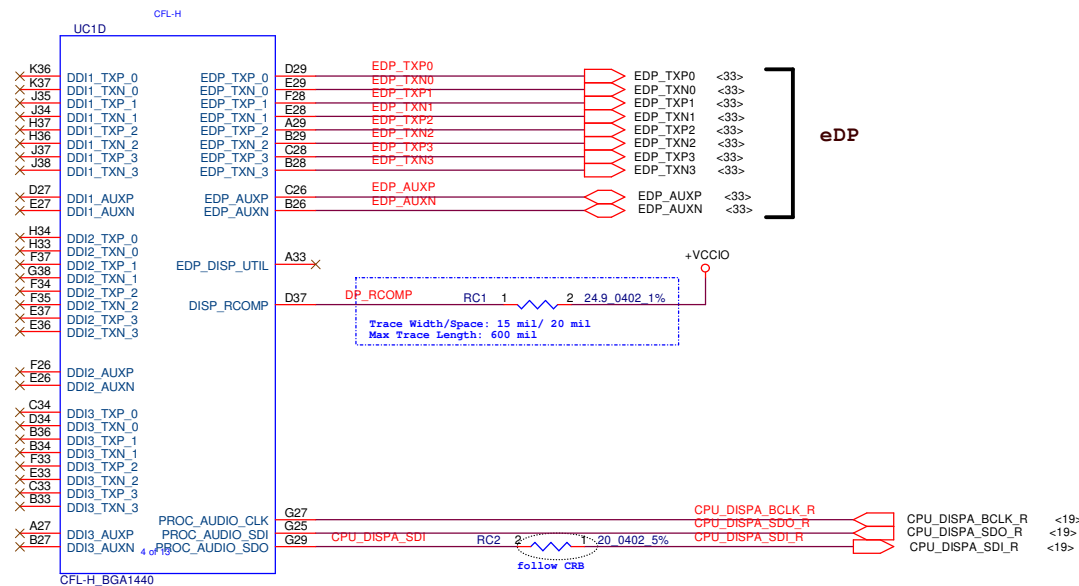 CFL-H
UC1D
K36 DDI1_TXP_0 EDP_TXP_0 D29 EDP_TXP0 EDP_TXP0 <33>
K37 DDI1_TXN_0 EDP_TXN_0 E29 EDP_TXN0 EDP_TXN0 <33>
J35 DDI1_TXP_1 EDP_TXP_1 F28 EDP_TXP1 EDP_TXP1 <33>
J34 DDI1_TXN_1 EDP_TXN_1 E28 EDP_TXN1 EDP_TXN1 <33>
H37 DDI1_TXP_2 EDP_TXP_2 A29 EDP_TXP2 EDP_TXP2 <33>
H36 DDI1_TXN_2 EDP_TXN_2 B29 EDP_TXN2 EDP_TXN2 <33>
J37 DDI1_TXP_3 EDP_TXP_3 C28 EDP_TXP3 EDP_TXP3 <33>
J38 DDI1_TXN_3 EDP_TXN_3 B28 EDP_TXN3 EDP_TXN3 <33>
eDP
D27 DDI1_AUXP EDP_AUXP C26 EDP_AUXP EDP_AUXP <33>
E27 DDI1_AUXN EDP_AUXN B26 EDP_AUXN EDP_AUXN <33>
H34 DDI2_TXP_0
H33 DDI2_TXN_0
F37 DDI2_TXP_1 EDP_DISP_UTIL A33
G38 DDI2_TXN_1
F34 DDI2_TXP_2
F35 DDI2_TXN_2 DISP_RCOMP D37 DP_RCOMP RC1 1 2 24.9_0402_1% +VCCIO
E37 DDI2_TXP_3
E36 DDI2_TXN_3
Trace Width/Space: 15 mil/ 20 mil
Max Trace Length: 600 mil
F26 DDI2_AUXP
E26 DDI2_AUXN
C34 DDI3_TXP_0
D34 DDI3_TXN_0
B36 DDI3_TXP_1
B34 DDI3_TXN_1
F33 DDI3_TXP_2
E33 DDI3_TXN_2
C33 DDI3_TXP_3
B33 DDI3_TXN_3
PROC_AUDIO_CLK G27 CPU_DISPA_BCLK_R CPU_DISPA_BCLK_R <19>
A27 DDI3_AUXP PROC_AUDIO_SDI G25 CPU_DISPA_SDO_R CPU_DISPA_SDO_R <19>
B27 DDI3_AUXN PROC_AUDIO_SDO G29 CPU_DISPA_SDI RC2 2 1 20_0402_5% CPU_DISPA_SDI_R CPU_DISPA_SDI_R <19>
4 of 13
follow CRB
CFL-H_BGA1440